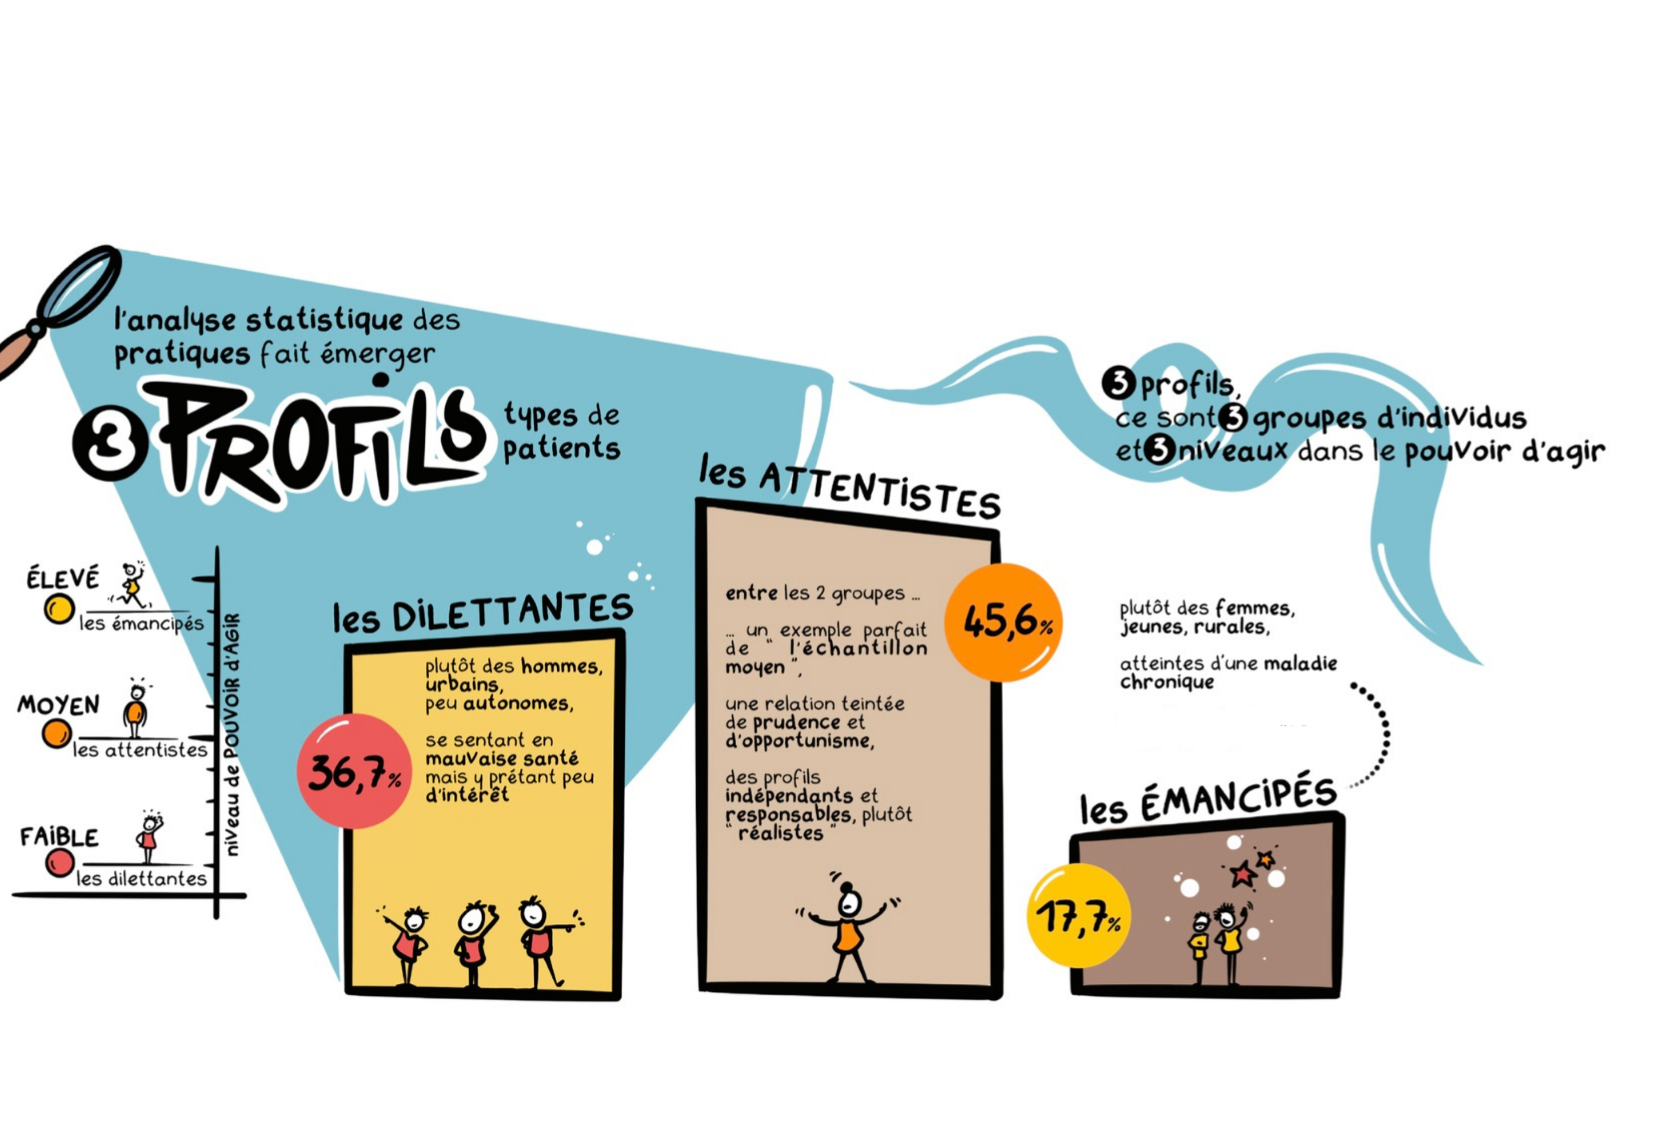 l'analyse statistique des
pratiques fait émerger
3 PROFiLS
types de
patients
3 profils,
ce sont 3 groupes d'individus
et 3 niveaux dans le pouvoir d'agir
ÉLEVÉ
les émancipés
MOYEN
les attentistes
FAiBLE
les dilettantes
niveau de POUVOIR d'AGIR
les DiLETTANTES
36,7%
plutôt des hommes,
urbains,
peu autonomes,
se sentant en
mauvaise santé
mais y prétant peu
d'intérêt
les ATTENTiSTES
45,6%
entre les 2 groupes ...
... un exemple parfait
de " l'échantillon
moyen ",
une relation teintée
de prudence et
d'opportunisme,
des profils
indépendants et
responsables, plutôt
" réalistes "
plutôt des femmes,
jeunes, rurales,
atteintes d'une maladie
chronique
les ÉMANCiPÉS
17,7%